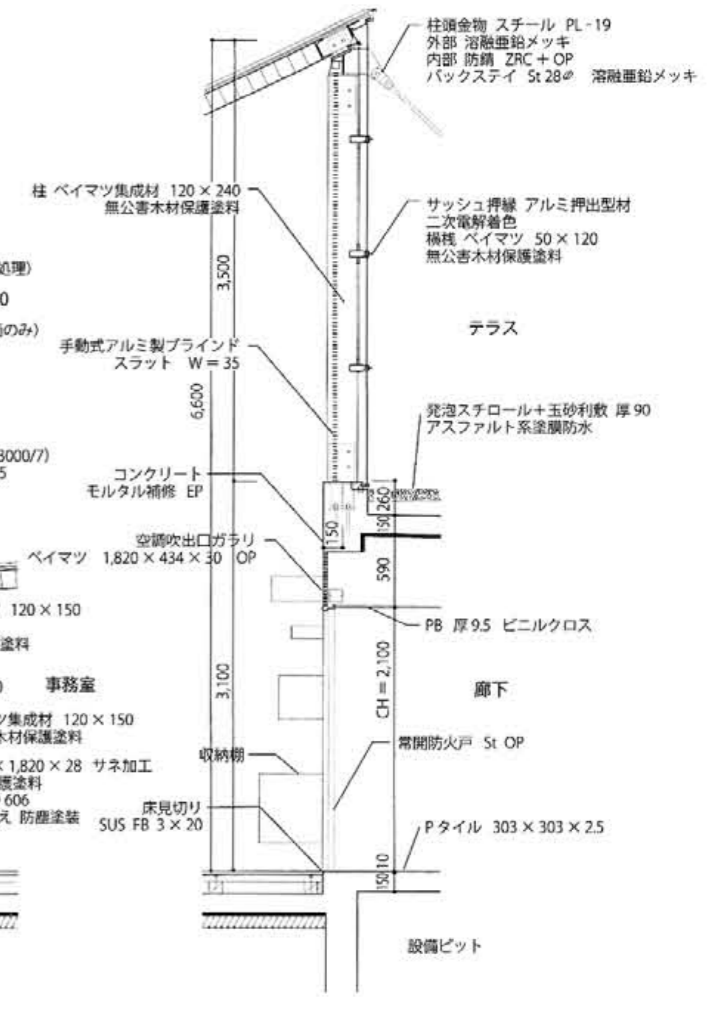 柱頭金物 スチール PL-19
外部 溶融亜鉛メッキ
内部 防錆 ZRC+OP
バックステイ St 28φ 溶融亜鉛メッキ
柱 ベイマツ集成材 120×240
無公害木材保護塗料
サッシュ押縁 アルミ押出型材
二次電解着色
横桟 ベイマツ 50×120
無公害木材保護塗料
処理)
0
のみ)
3,500
テラス
手動式アルミ製ブラインド
スラット W=35
6,600
発泡スチロール+玉砂利敷 厚90
アスファルト系塗膜防水
3000/7)
5
コンクリート
モルタル補修 EP
260
150
150
空調吹出口ガラリ
ベイマツ 1,820×434×30 OP
590
120×150
塗料
PB 厚9.5 ビニルクロス
)
事務室
3,100
CH=2,100
廊下
ツ集成材 120×150
木材保護塗料
常開防火戸 St OP
収納棚
×1,820×28 サネ加工
護塗料
606
え 防塵塗装
床見切り
SUS FB 3×20
Pタイル 303×303×2.5
10
150
設備ピット